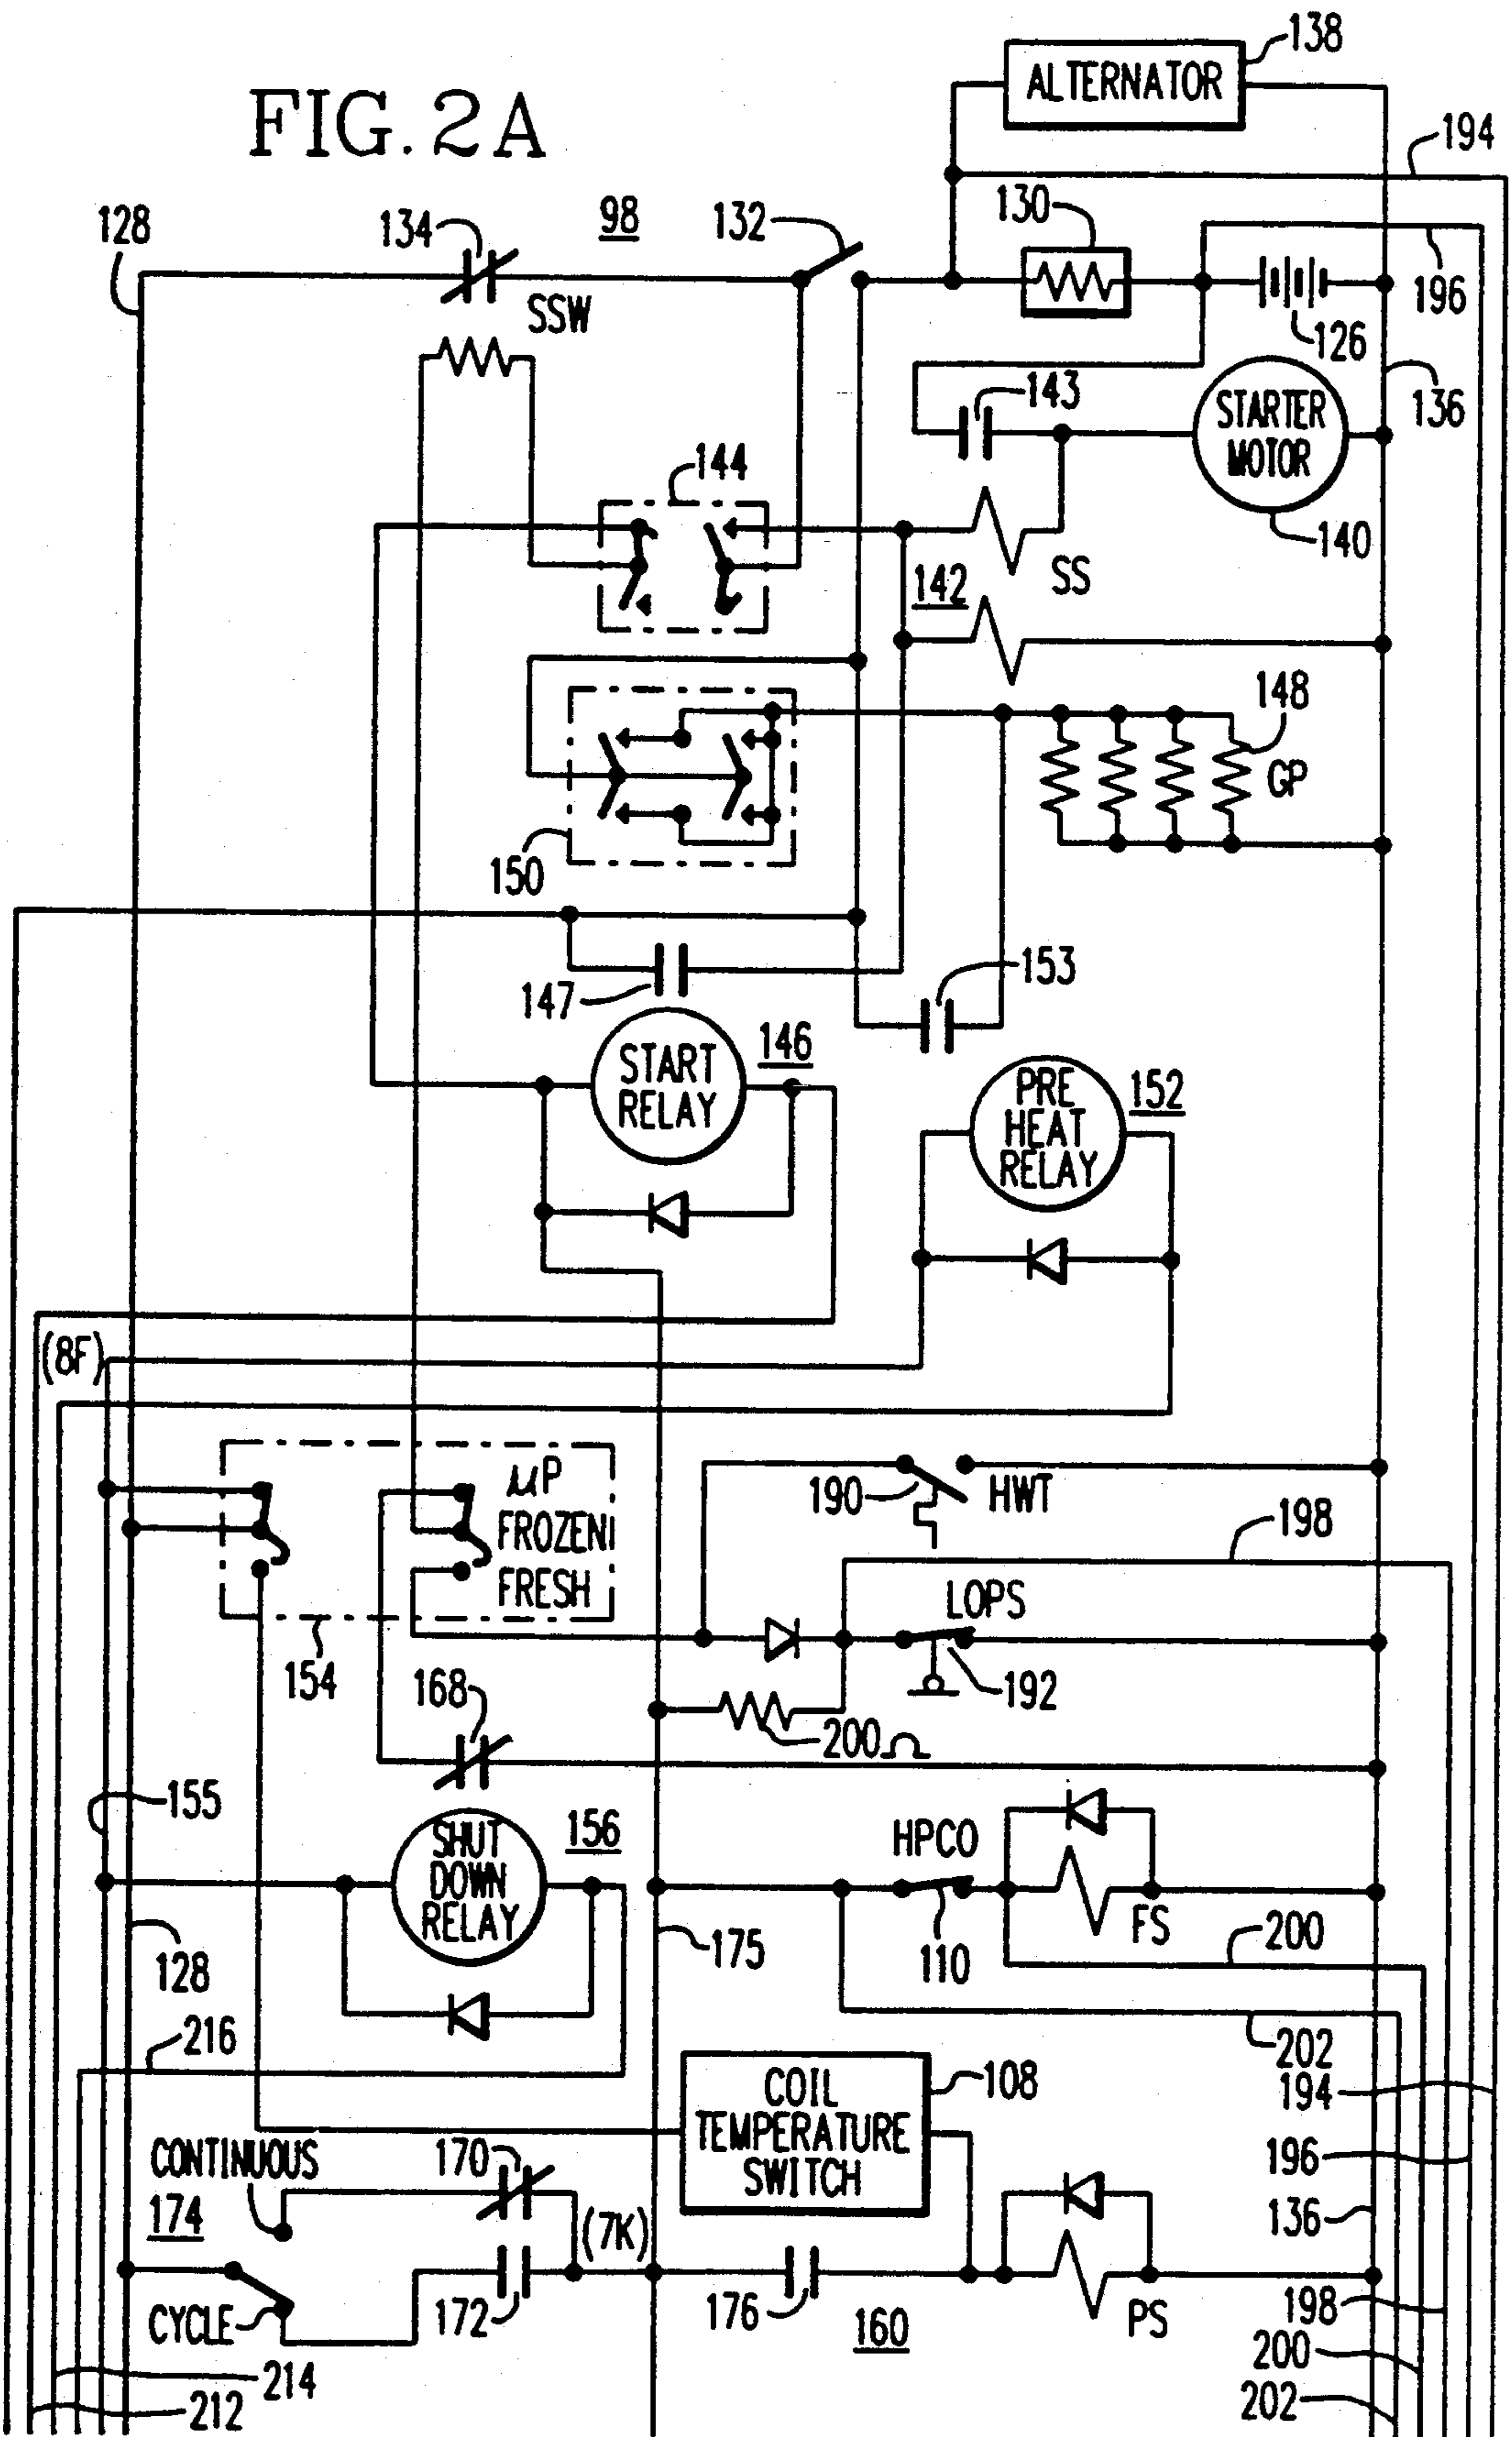 FIG. 2A
ALTERNATOR
138
194
128
134
98
132
130
196
SSW
126
136
143
STARTER
MOTOR
144
140
SS
142
148
GP
150
153
147
START
RELAY
146
PRE
HEAT
RELAY
152
(8F)
μP
FROZEN
FRESH
190
HWT
198
LOPS
154
192
168
200Ω
155
SHUT
DOWN
RELAY
156
HPCO
FS
110
200
175
128
216
202
COIL
TEMPERATURE
SWITCH
108
194
CONTINUOUS
170
196
174
(7K)
136
CYCLE
172
176
160
PS
198
214
200
212
202